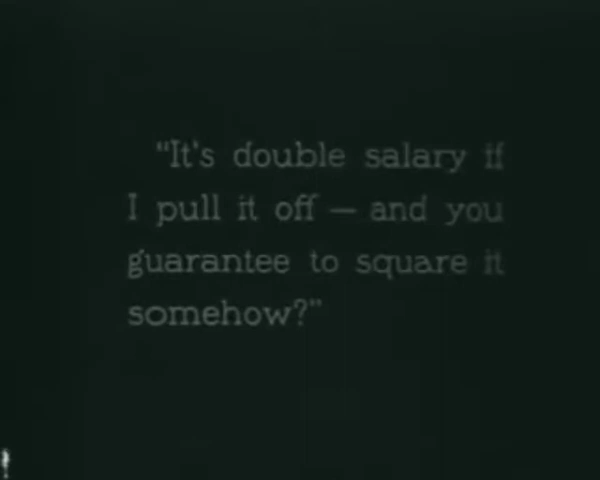 "It's double salary if
I pull it off — and you
guarantee to square it
somehow?"